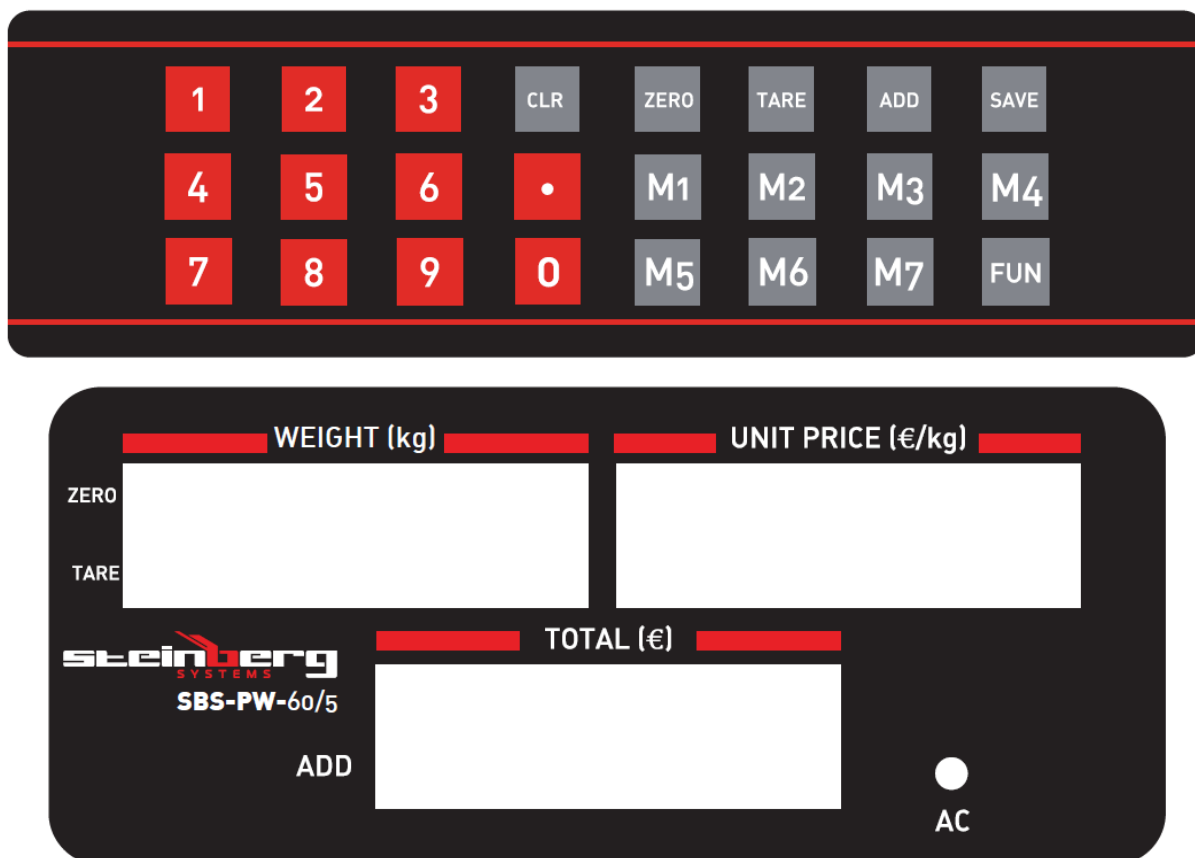 1 2 3 CLR ZERO TARE ADD SAVE
4 5 6 • M1 M2 M3 M4
7 8 9 0 M5 M6 M7 FUN
WEIGHT (kg) UNIT PRICE (€/kg)
ZERO
TARE
TOTAL (€)
steinberg
SYSTEMS
SBS-PW-60/5
ADD
AC